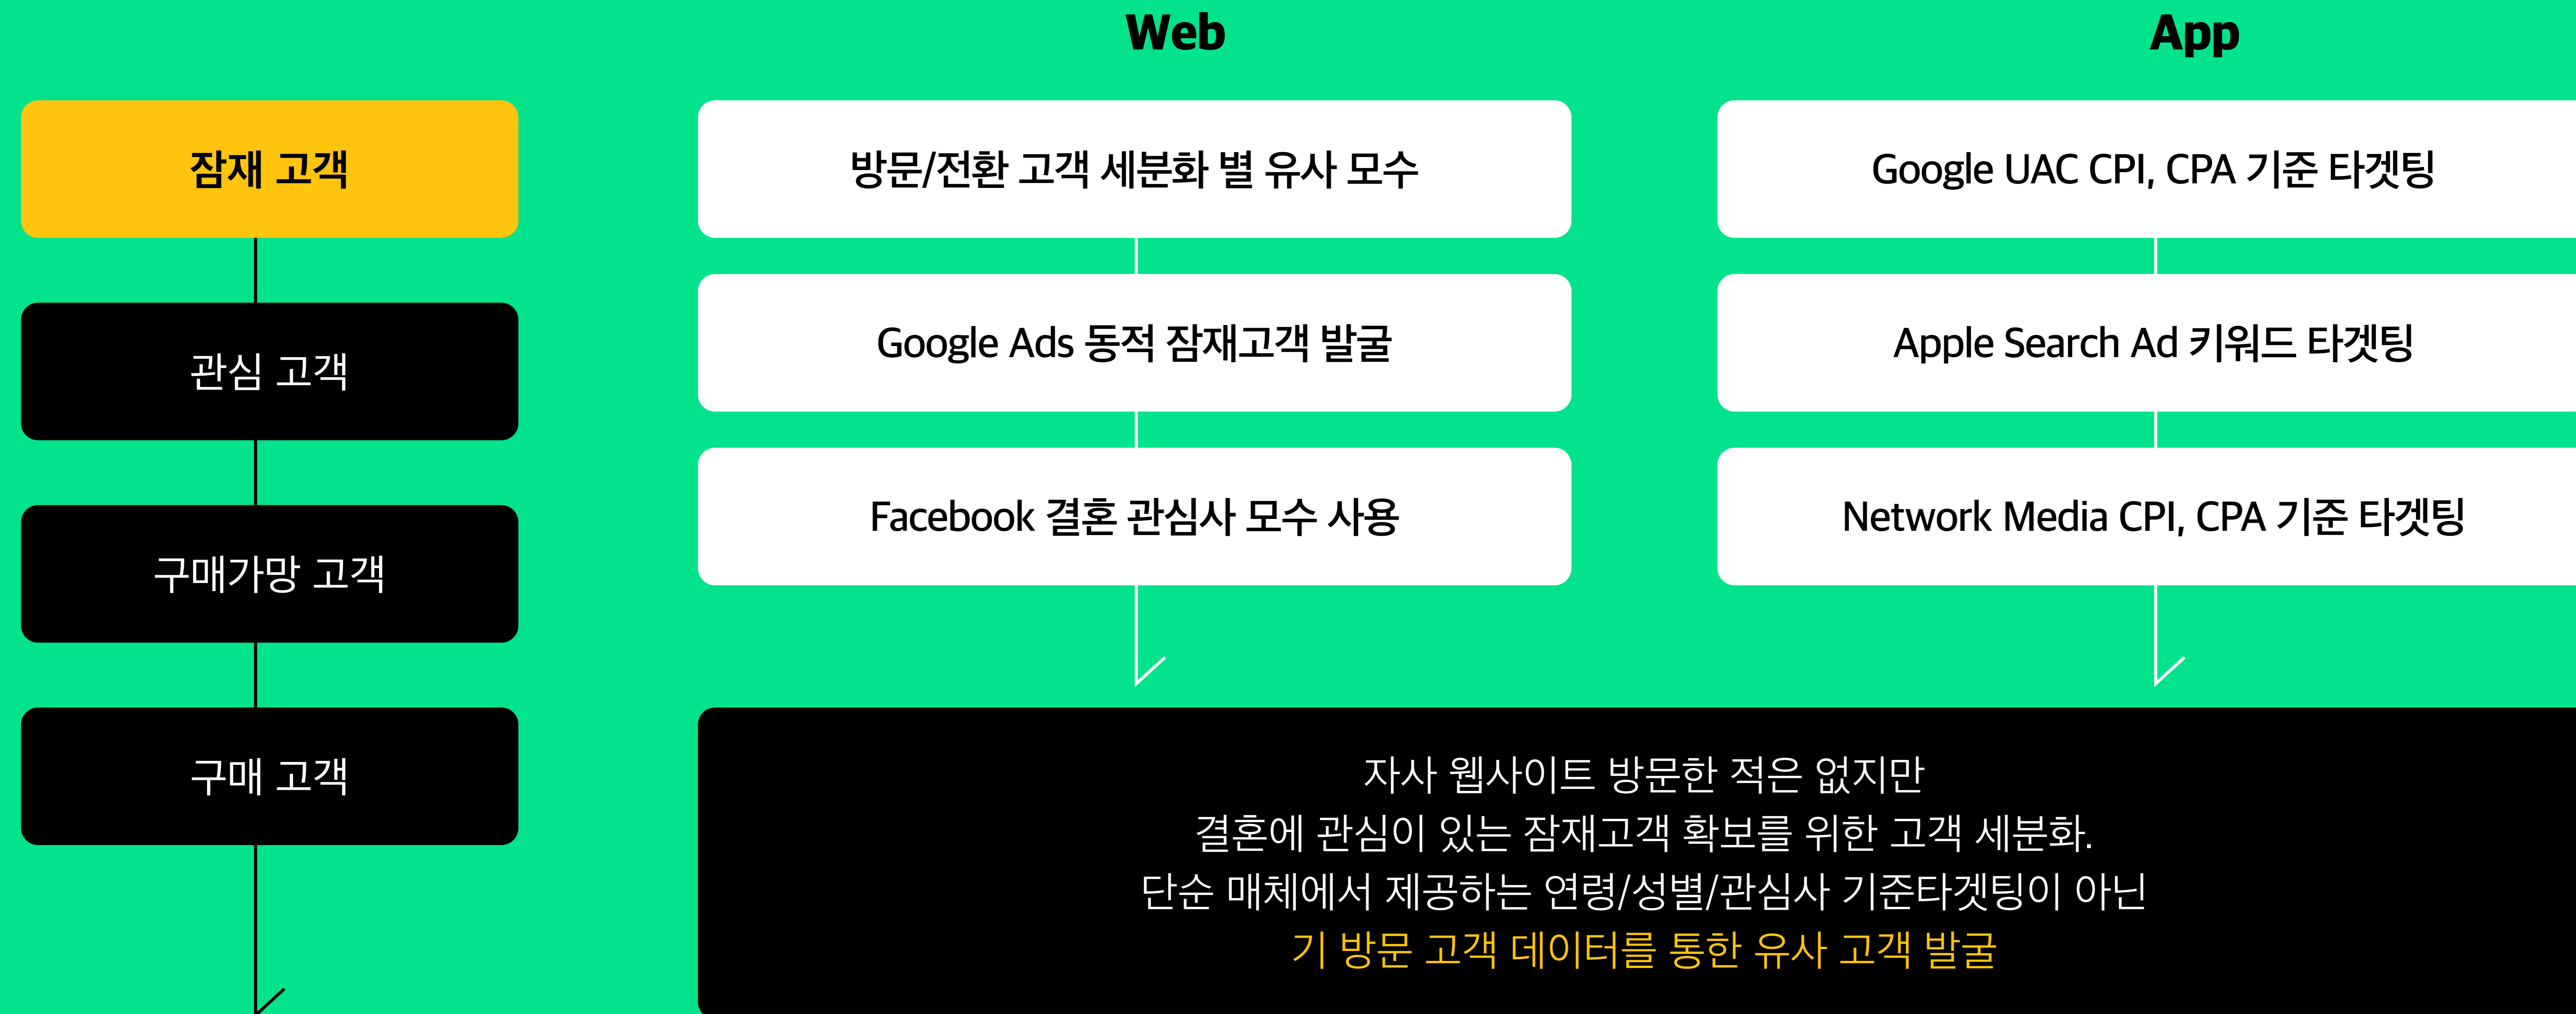 Web
App
잠재 고객
관심 고객
구매가망 고객
구매 고객
방문/전환 고객 세분화 별 유사 모수
Google Ads 동적 잠재고객 발굴
Facebook 결혼 관심사 모수 사용
Google UAC CPI, CPA 기준 타겟팅
Apple Search Ad 키워드 타겟팅
Network Media CPI, CPA 기준 타겟팅
자사 웹사이트 방문한 적은 없지만
결혼에 관심이 있는 잠재고객 확보를 위한 고객 세분화.
단순 매체에서 제공하는 연령/성별/관심사 기준타겟팅이 아닌
기 방문 고객 데이터를 통한 유사 고객 발굴